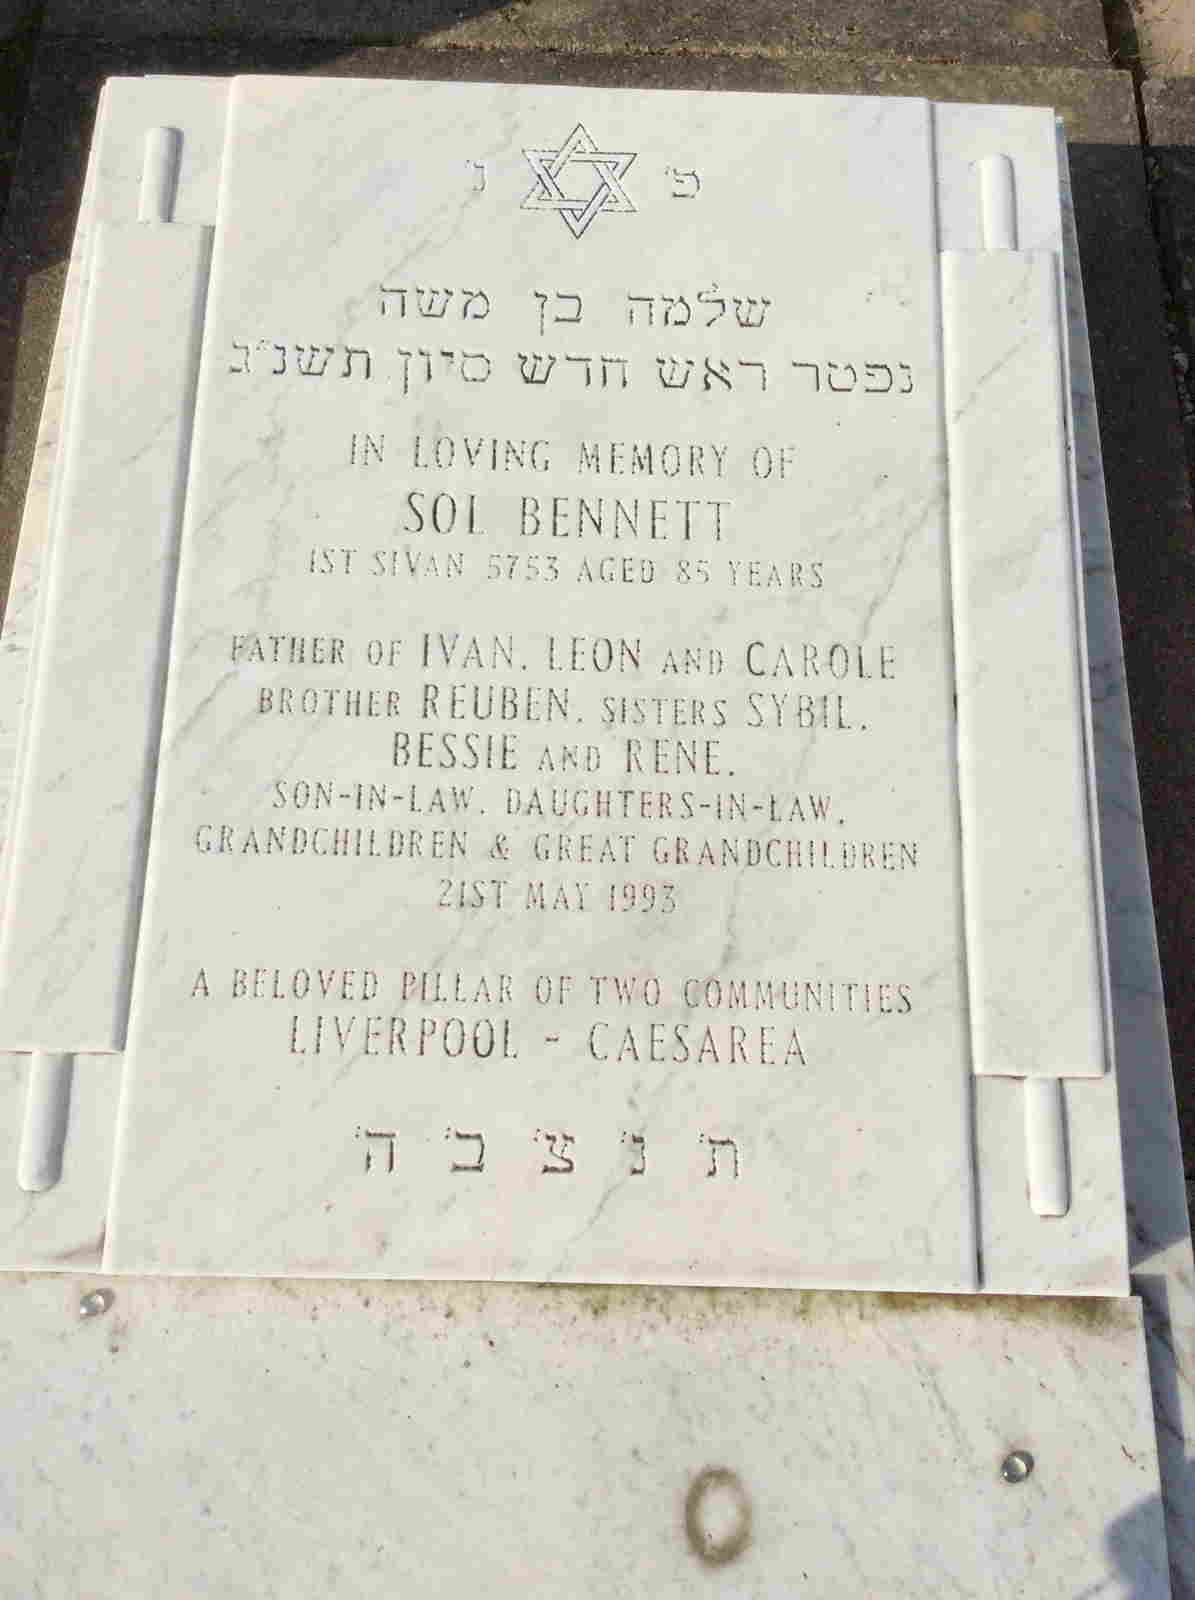 פ' נ'
שלמה בן משה
נפטר ראש חדש סיון תשנ"ג
IN LOVING MEMORY OF
SOL BENNETT
1ST SIVAN 5753 AGED 85 YEARS
FATHER OF IVAN, LEON AND CAROLE
BROTHER REUBEN, SISTERS SYBIL,
BESSIE AND RENE,
SON-IN-LAW, DAUGHTERS-IN-LAW,
GRANDCHILDREN & GREAT GRANDCHILDREN
21ST MAY 1993
A BELOVED PILLAR OF TWO COMMUNITIES
LIVERPOOL - CAESAREA
ת' נ' צ' ב' ה'